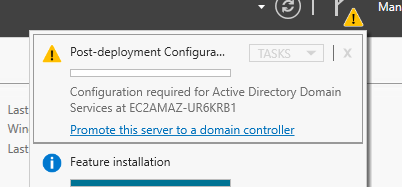 Man
Post-deployment Configura...
TASKS
X
Configuration required for Active Directory Domain
Services at EC2AMAZ-UR6KRB1
Promote this server to a domain controller
Feature installation
Last
Win
Last